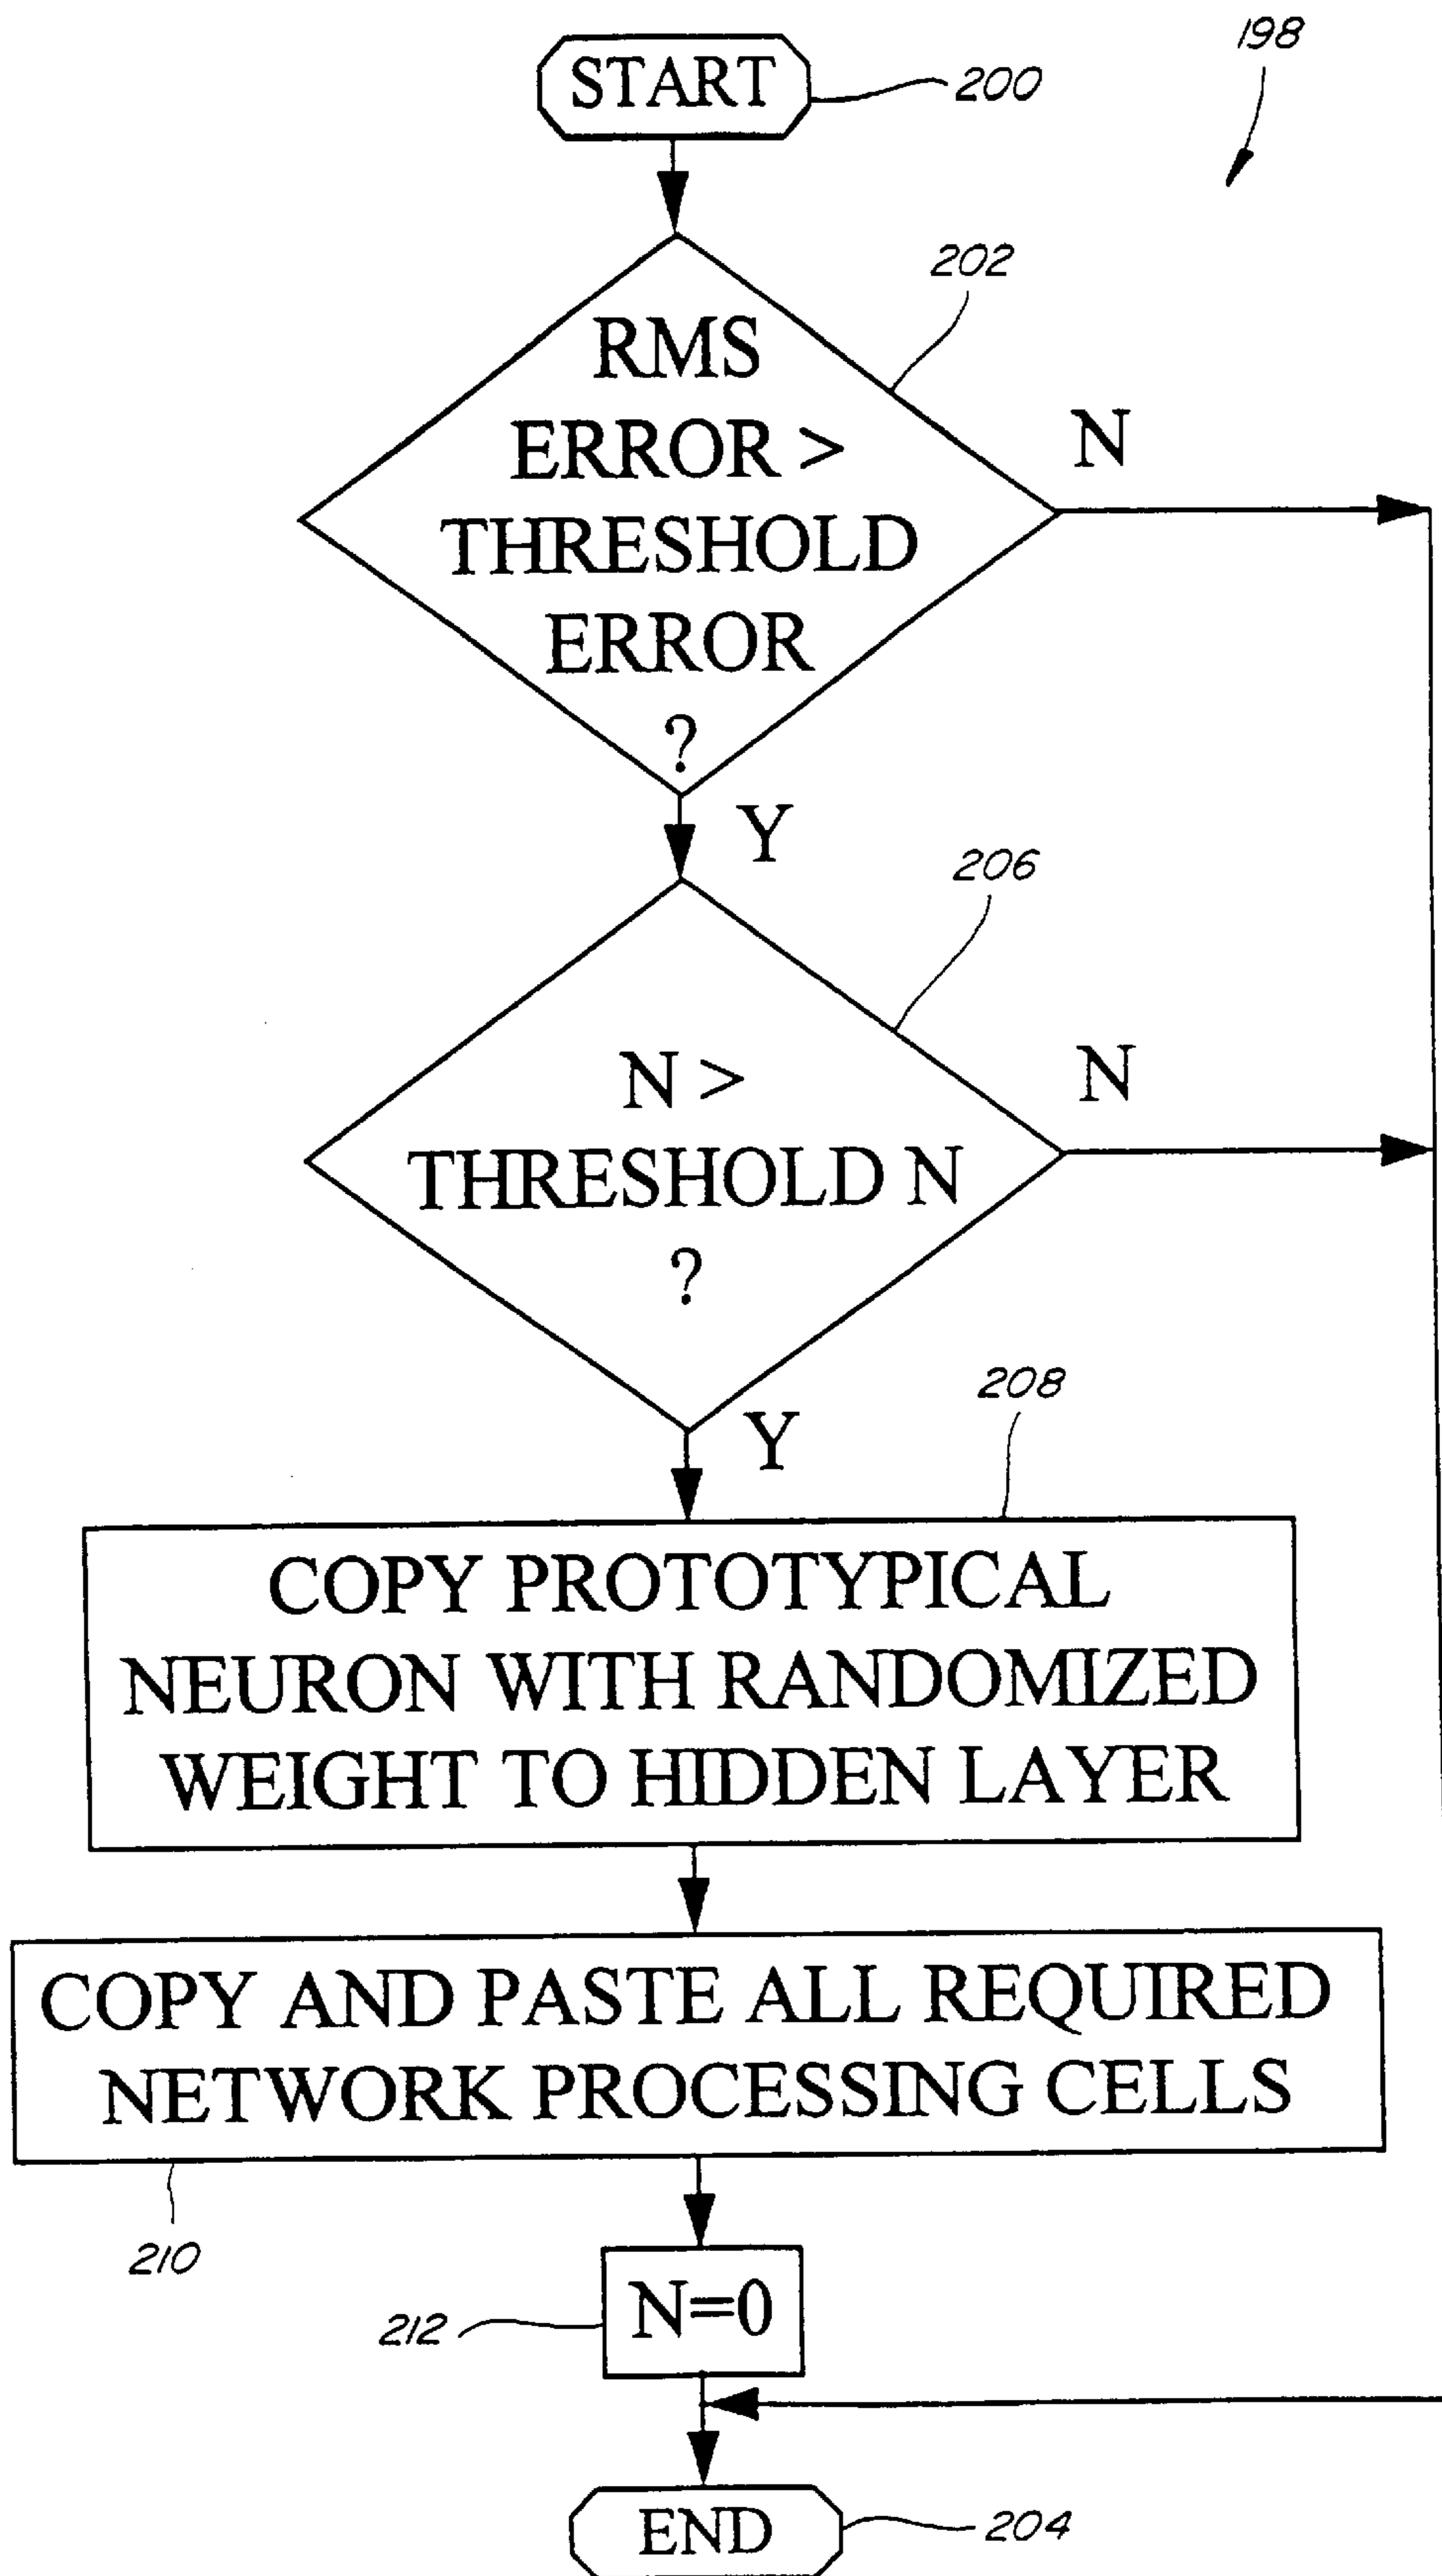 198
START
200
202
RMS
ERROR >
THRESHOLD
ERROR
?
N
Y
206
N >
THRESHOLD N
?
N
Y
208
COPY PROTOTYPICAL
NEURON WITH RANDOMIZED
WEIGHT TO HIDDEN LAYER
COPY AND PASTE ALL REQUIRED
NETWORK PROCESSING CELLS
210
N=0
212
END
204